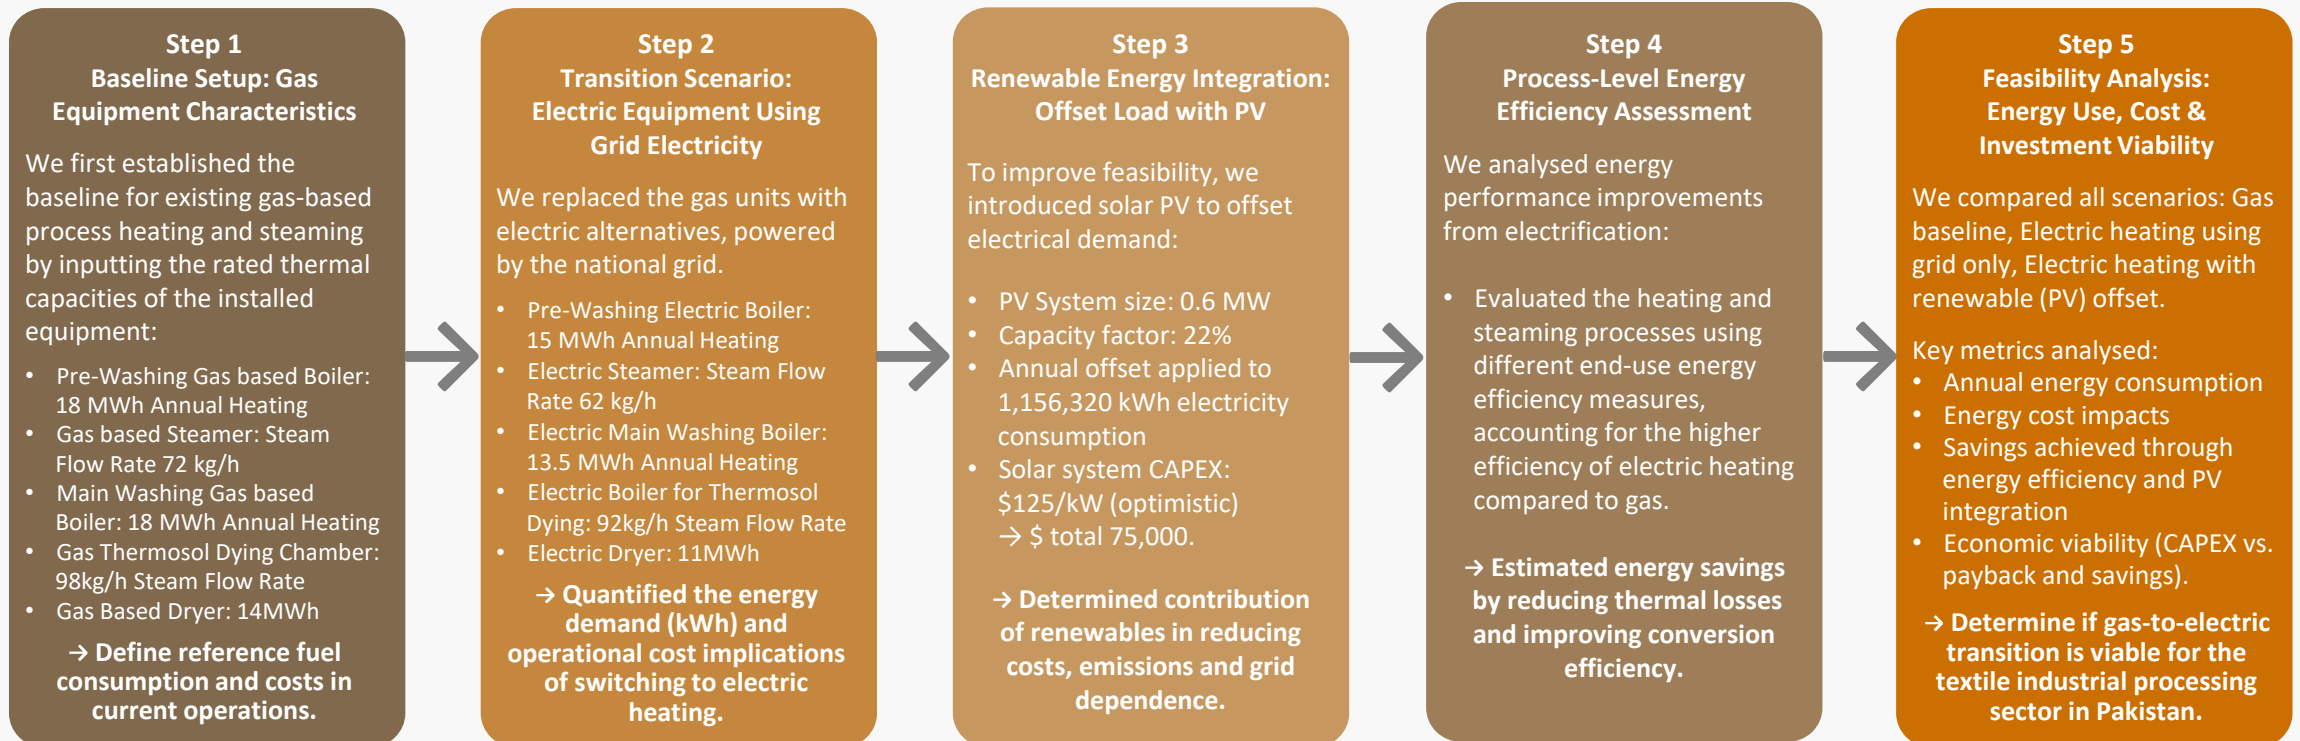 Step 1
Baseline Setup: Gas
Equipment Characteristics
We first established the
baseline for existing gas-based
process heating and steaming
by inputting the rated thermal
capacities of the installed
equipment:
• Pre-Washing Gas based Boiler:
18 MWh Annual Heating
• Gas based Steamer: Steam
Flow Rate 72 kg/h
• Main Washing Gas based
Boiler: 18 MWh Annual Heating
• Gas Thermosol Dying Chamber:
98kg/h Steam Flow Rate
• Gas Based Dryer: 14MWh
→ Define reference fuel
consumption and costs in
current operations.
Step 2
Transition Scenario:
Electric Equipment Using
Grid Electricity
We replaced the gas units with
electric alternatives, powered
by the national grid.
• Pre-Washing Electric Boiler:
15 MWh Annual Heating
• Electric Steamer: Steam Flow
Rate 62 kg/h
• Electric Main Washing Boiler:
13.5 MWh Annual Heating
• Electric Boiler for Thermosol
Dying: 92kg/h Steam Flow Rate
• Electric Dryer: 11MWh
→ Quantified the energy
demand (kWh) and
operational cost implications
of switching to electric
heating.
Step 3
Renewable Energy Integration:
Offset Load with PV
To improve feasibility, we
introduced solar PV to offset
electrical demand:
• PV System size: 0.6 MW
• Capacity factor: 22%
• Annual offset applied to
1,156,320 kWh electricity
consumption
• Solar system CAPEX:
$125/kW (optimistic)
→ $ total 75,000.
→ Determined contribution
of renewables in reducing
costs, emissions and grid
dependence.
Step 4
Process-Level Energy
Efficiency Assessment
We analysed energy
performance improvements
from electrification:
• Evaluated the heating and
steaming processes using
different end-use energy
efficiency measures,
accounting for the higher
efficiency of electric heating
compared to gas.
→ Estimated energy savings
by reducing thermal losses
and improving conversion
efficiency.
Step 5
Feasibility Analysis:
Energy Use, Cost &
Investment Viability
We compared all scenarios: Gas
baseline, Electric heating using
grid only, Electric heating with
renewable (PV) offset.
Key metrics analysed:
• Annual energy consumption
• Energy cost impacts
• Savings achieved through
energy efficiency and PV
integration
• Economic viability (CAPEX vs.
payback and savings).
→ Determine if gas-to-electric
transition is viable for the
textile industrial processing
sector in Pakistan.